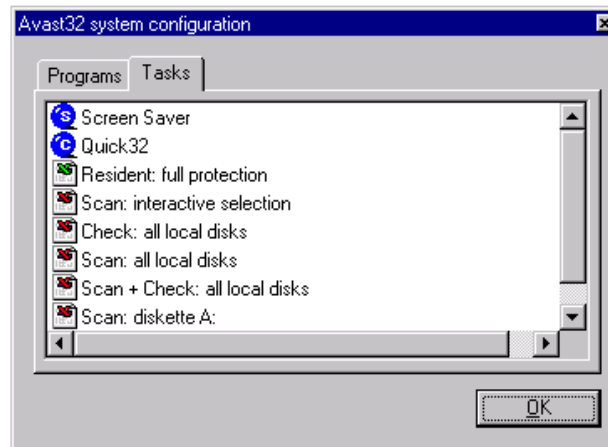 Avast32 system configuration
Programs Tasks
Screen Saver
Quick32
Resident: full protection
Scan: interactive selection
Check: all local disks
Scan: all local disks
Scan + Check: all local disks
Scan: diskette A:
OK